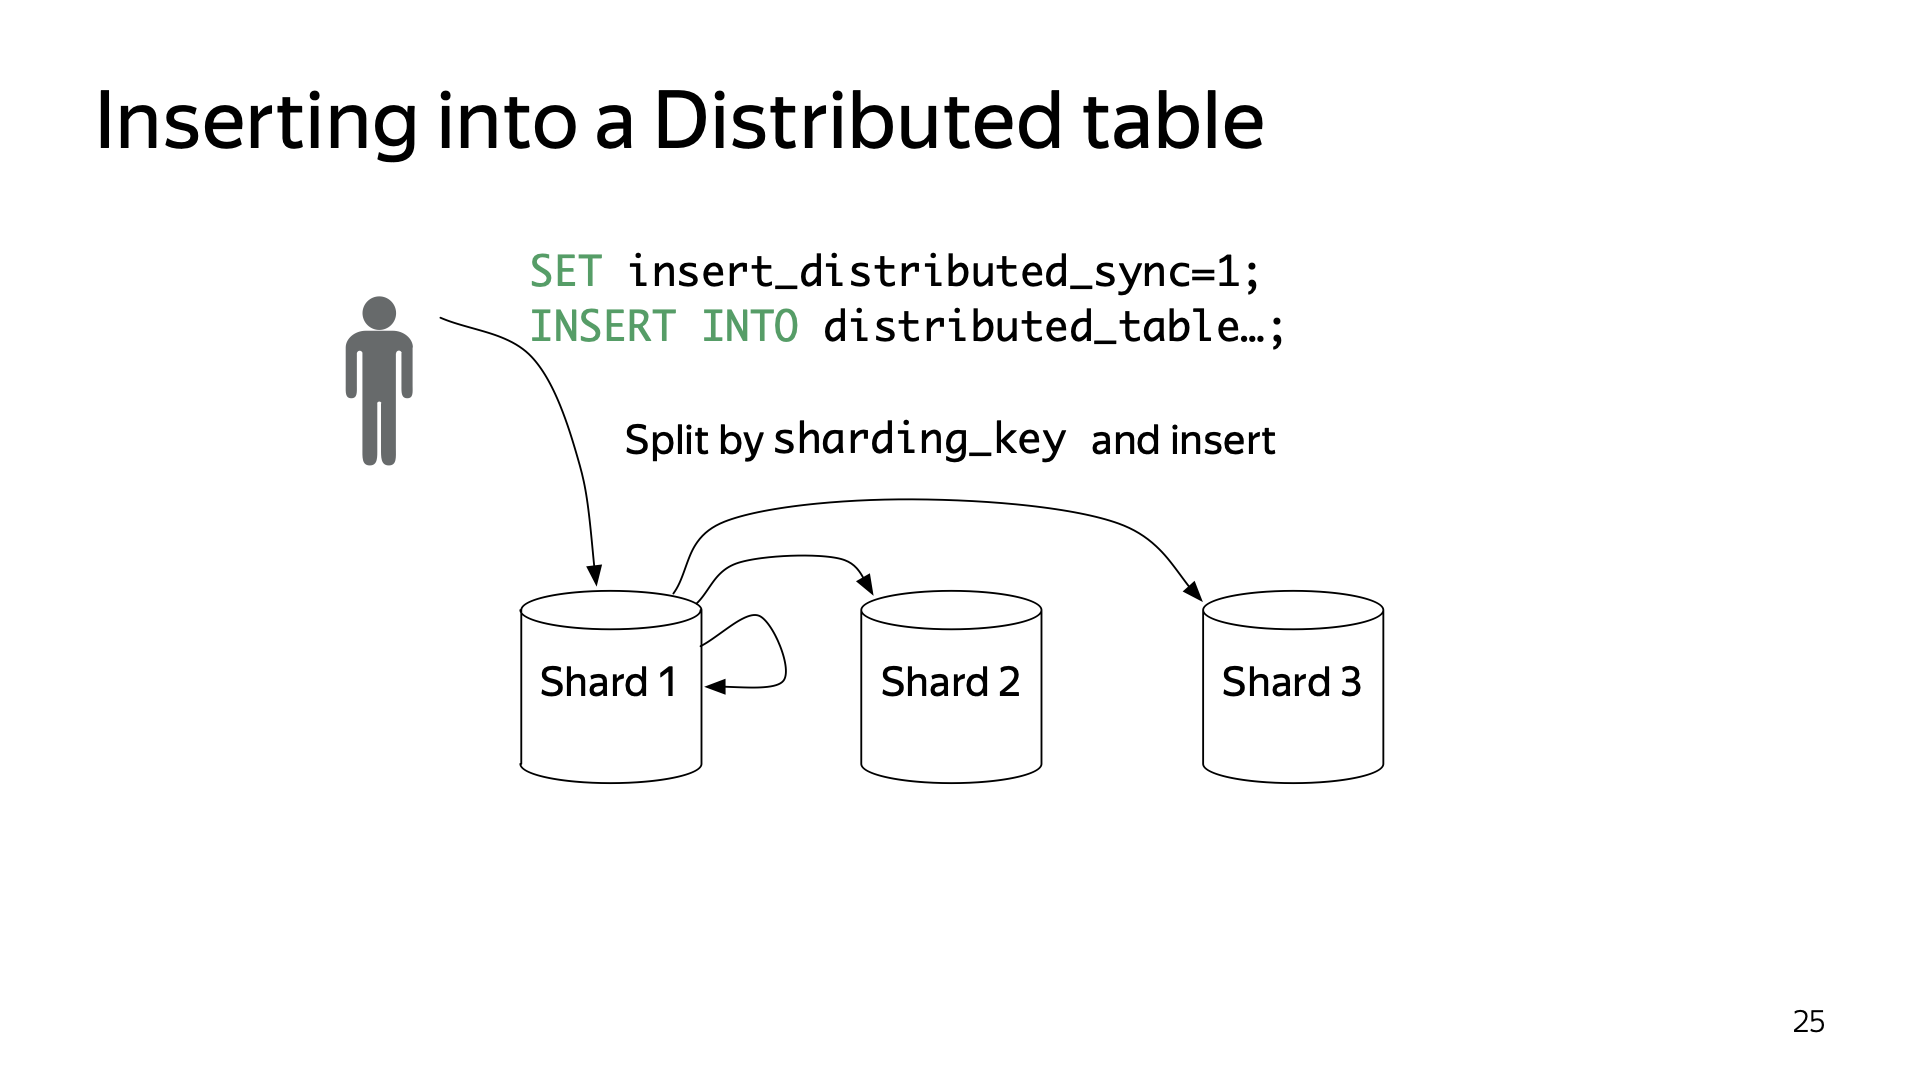 Inserting into a Distributed table
SET insert_distributed_sync=1;
INSERT INTO distributed_table…;
Split by sharding_key and insert
Shard 1
Shard 2
Shard 3
25